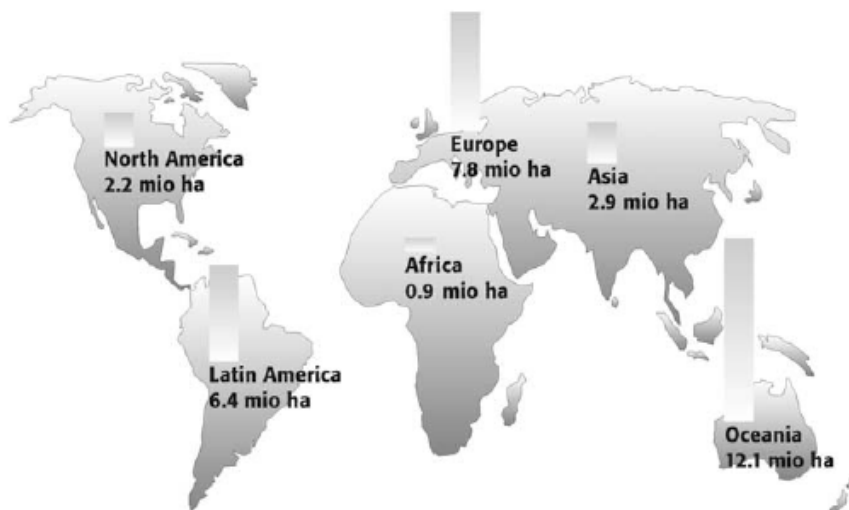 North America
2.2 mio ha
Europe
7.8 mio ha
Asia
2.9 mio ha
Africa
0.9 mio ha
Latin America
6.4 mio ha
Oceania
12.1 mio ha